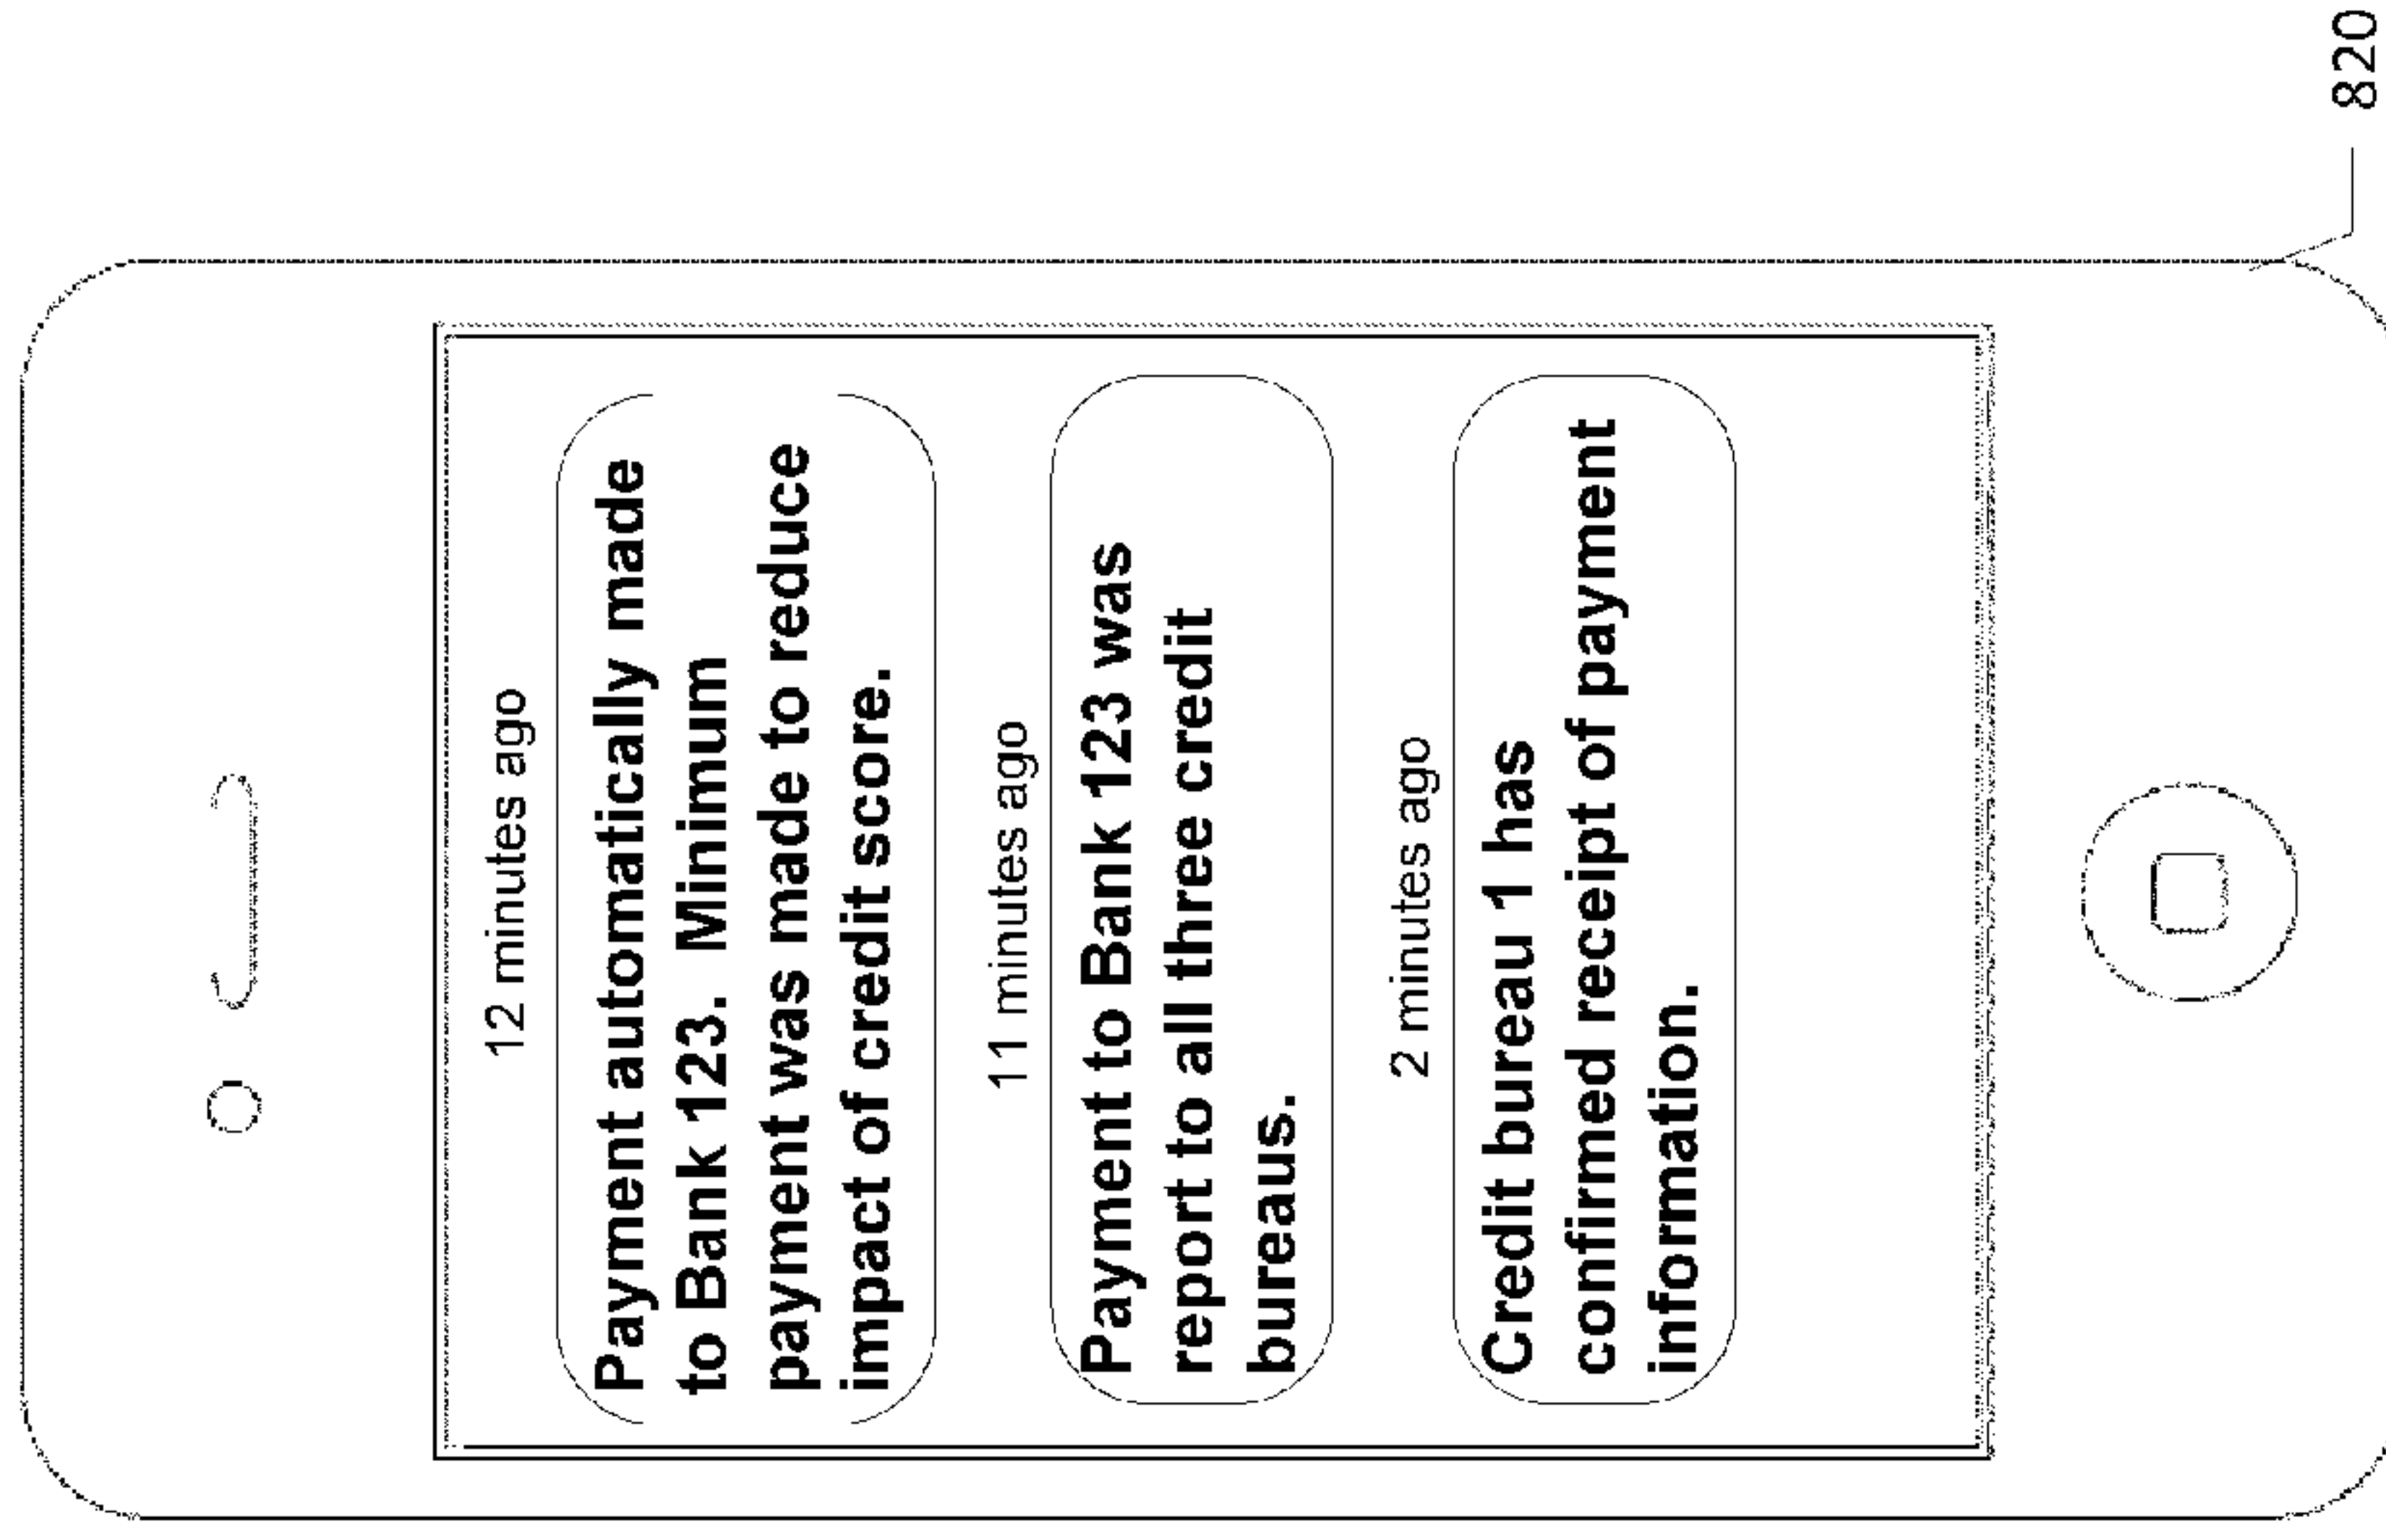 12 minutes ago
Payment automatically made
to Bank 123. Minimum
payment was made to reduce
impact of credit score.
11 minutes ago
Payment to Bank 123 was
report to all three credit
bureaus.
2 minutes ago
Credit bureau 1 has
confirmed receipt of payment
information.
820